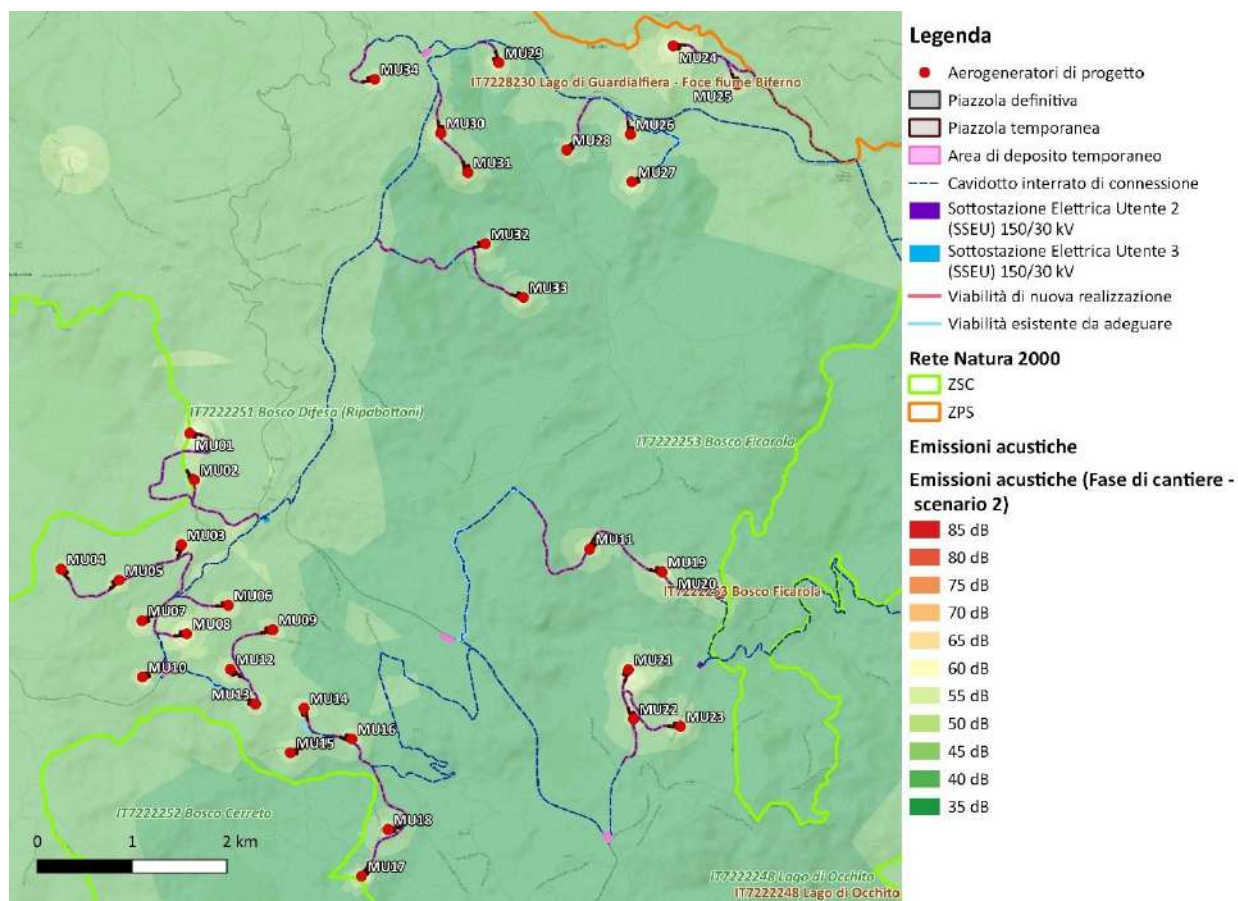 MU29
MU24
MU34
IT7228230 Lago di Guardialfiera - Foce fiume Biferno
MU25
MU30
MU26
MU28
MU31
MU27
MU32
MU33
IT7222251 Bosco Difesa (Ripabottoni)
MU01
IT7222253 Bosco Ficarola
MU02
MU03
MU11
MU04
MU05
MU19
MU20
IT7222253 Bosco Ficarola
MU06
MU07
MU08
MU09
MU10
MU12
MU21
MU13
MU14
MU22
MU23
MU16
MU15
IT7222252 Bosco Cerreto
MU18
0 1 2 km
MU17
IT7222248 Lago di Occhito
IT7222248 Lago di Occhito
Legenda
Aerogeneratori di progetto
Piazzola definitiva
Piazzola temporanea
Area di deposito temporaneo
Cavidotto interrato di connessione
Sottostazione Elettrica Utente 2
(SSEU) 150/30 kV
Sottostazione Elettrica Utente 3
(SSEU) 150/30 kV
Viabilità di nuova realizzazione
Viabilità esistente da adeguare
Rete Natura 2000
ZSC
ZPS
Emissioni acustiche
Emissioni acustiche (Fase di cantiere -
scenario 2)
85 dB
80 dB
75 dB
70 dB
65 dB
60 dB
55 dB
50 dB
45 dB
40 dB
35 dB